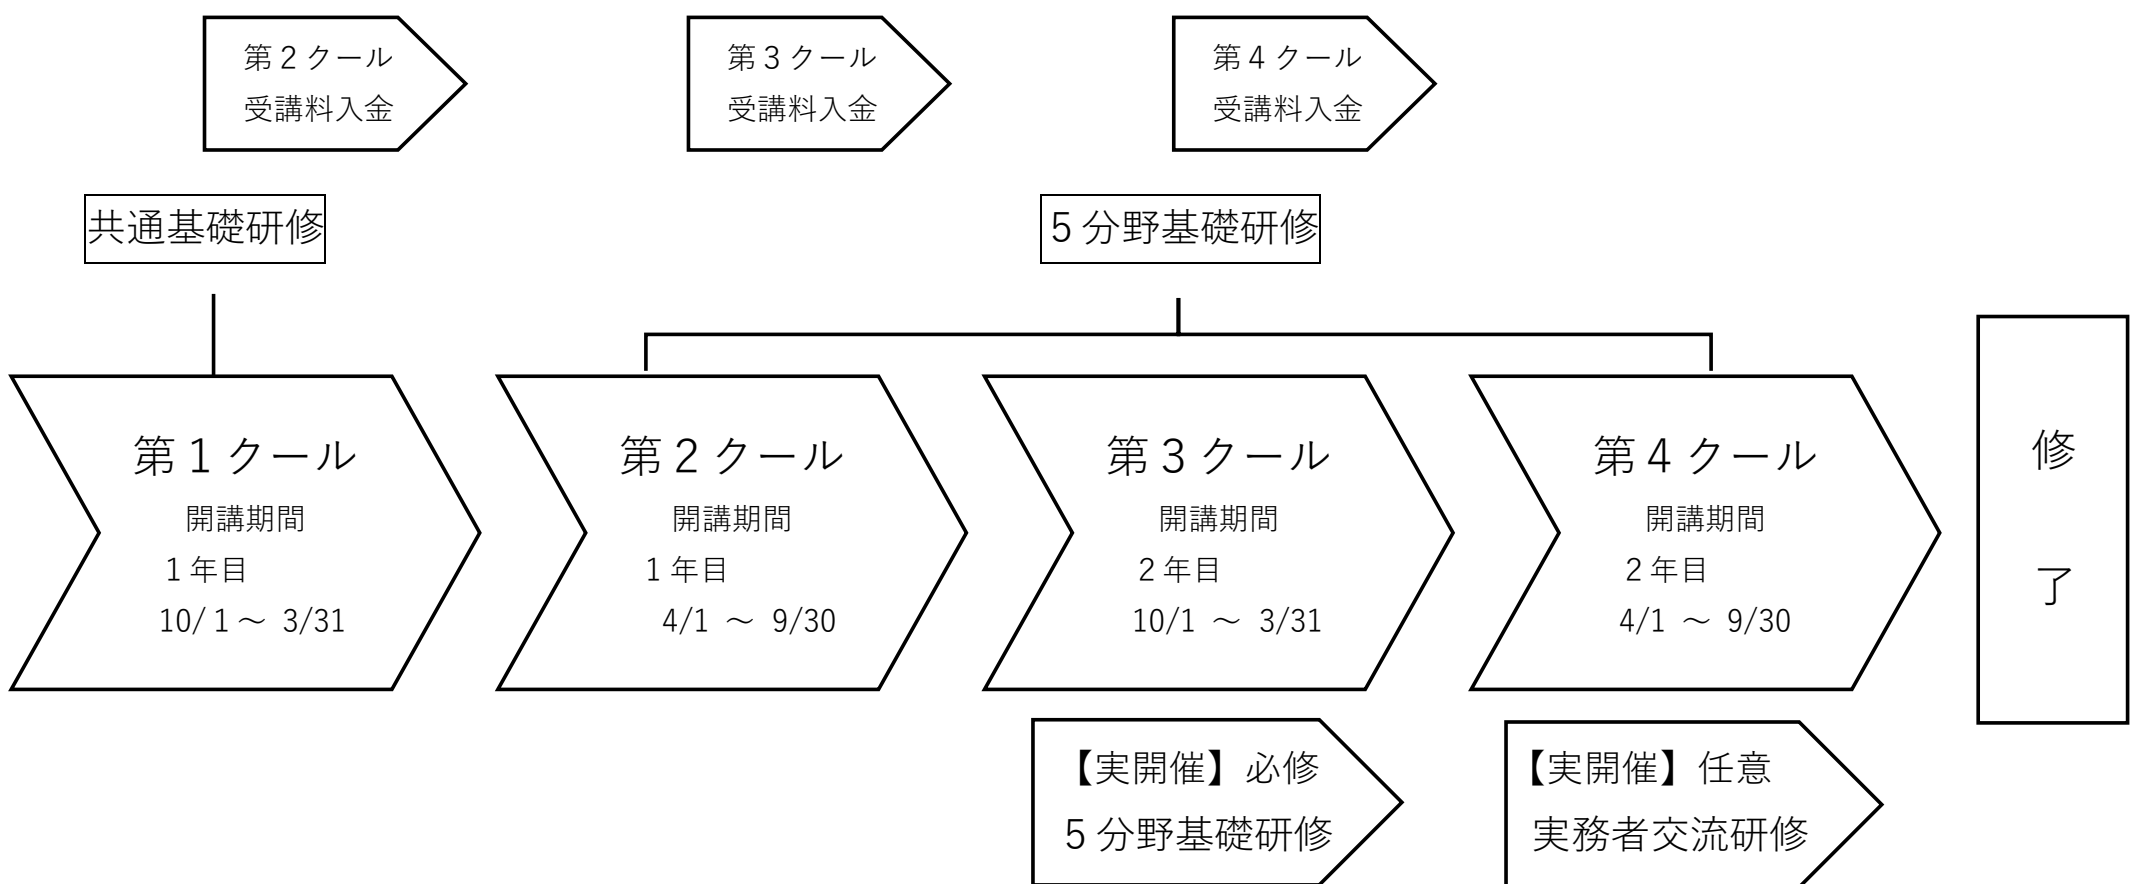 第２クール
受講料入金
第３クール
受講料入金
第４クール
受講料入金
共通基礎研修
５分野基礎研修
第１クール
開講期間
１年目
10/１～ 3/31
第２クール
開講期間
１年目
4/1 ～ 9/30
第３クール
開講期間
２年目
10/1 ～ 3/31
第４クール
開講期間
２年目
4/1 ～ 9/30
修
了
【実開催】必修
５分野基礎研修
【実開催】任意
実務者交流研修